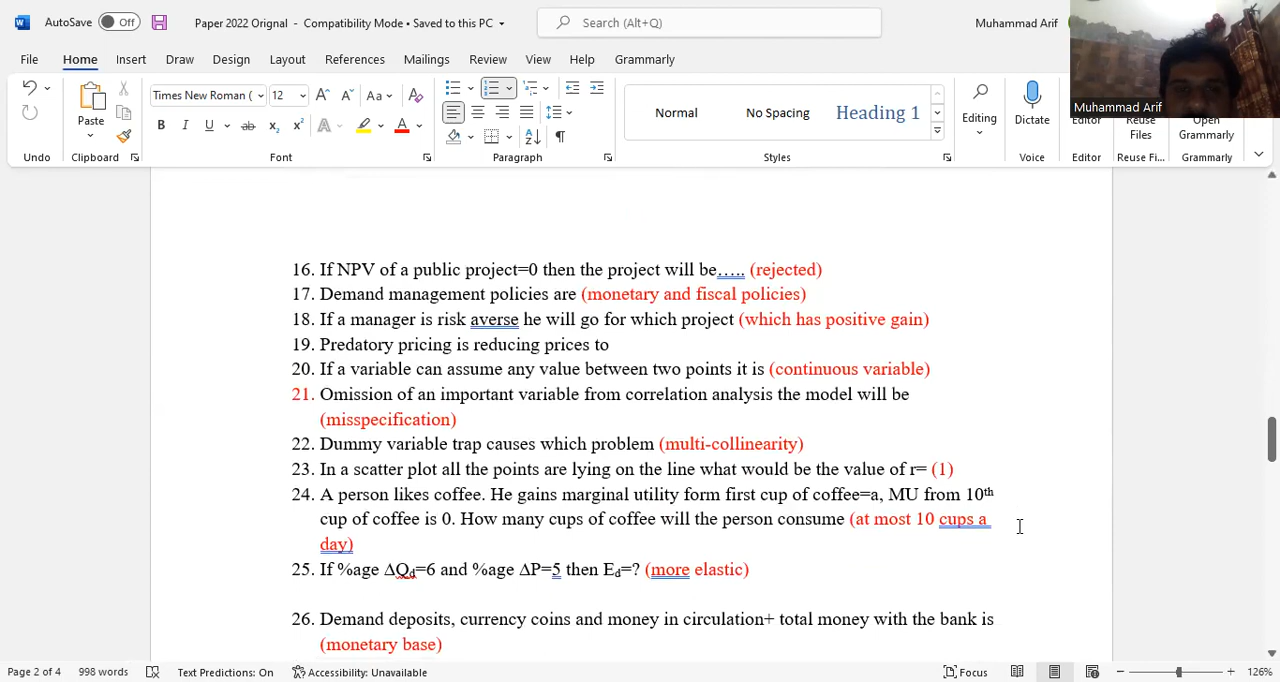 AutoSave Off Paper 2022 Orignal - Compatibility Mode • Saved to this PC Search (Alt+Q) Muhammad Arif
File Home Insert Draw Design Layout References Mailings Review View Help Grammarly
Muhammad Arif
Times New Roman ( 12 Aa A
Paste B I U ab x₂ x² A A Normal No Spacing Heading 1 Editing Dictate Editor Reuse Files Open Grammarly
Undo Clipboard Font Paragraph Styles Voice Editor Reuse Fi... Grammarly
16. If NPV of a public project=0 then the project will be….. (rejected)
17. Demand management policies are (monetary and fiscal policies)
18. If a manager is risk averse he will go for which project (which has positive gain)
19. Predatory pricing is reducing prices to
20. If a variable can assume any value between two points it is (continuous variable)
21. Omission of an important variable from correlation analysis the model will be
(misspecification)
22. Dummy variable trap causes which problem (multi-collinearity)
23. In a scatter plot all the points are lying on the line what would be the value of r= (1)
24. A person likes coffee. He gains marginal utility form first cup of coffee=a, MU from 10th
cup of coffee is 0. How many cups of coffee will the person consume (at most 10 cups a
day)
25. If %age ΔQd=6 and %age ΔP=5 then Ed=? (more elastic)
26. Demand deposits, currency coins and money in circulation+ total money with the bank is
(monetary base)
Page 2 of 4 998 words Text Predictions: On Accessibility: Unavailable Focus 126%